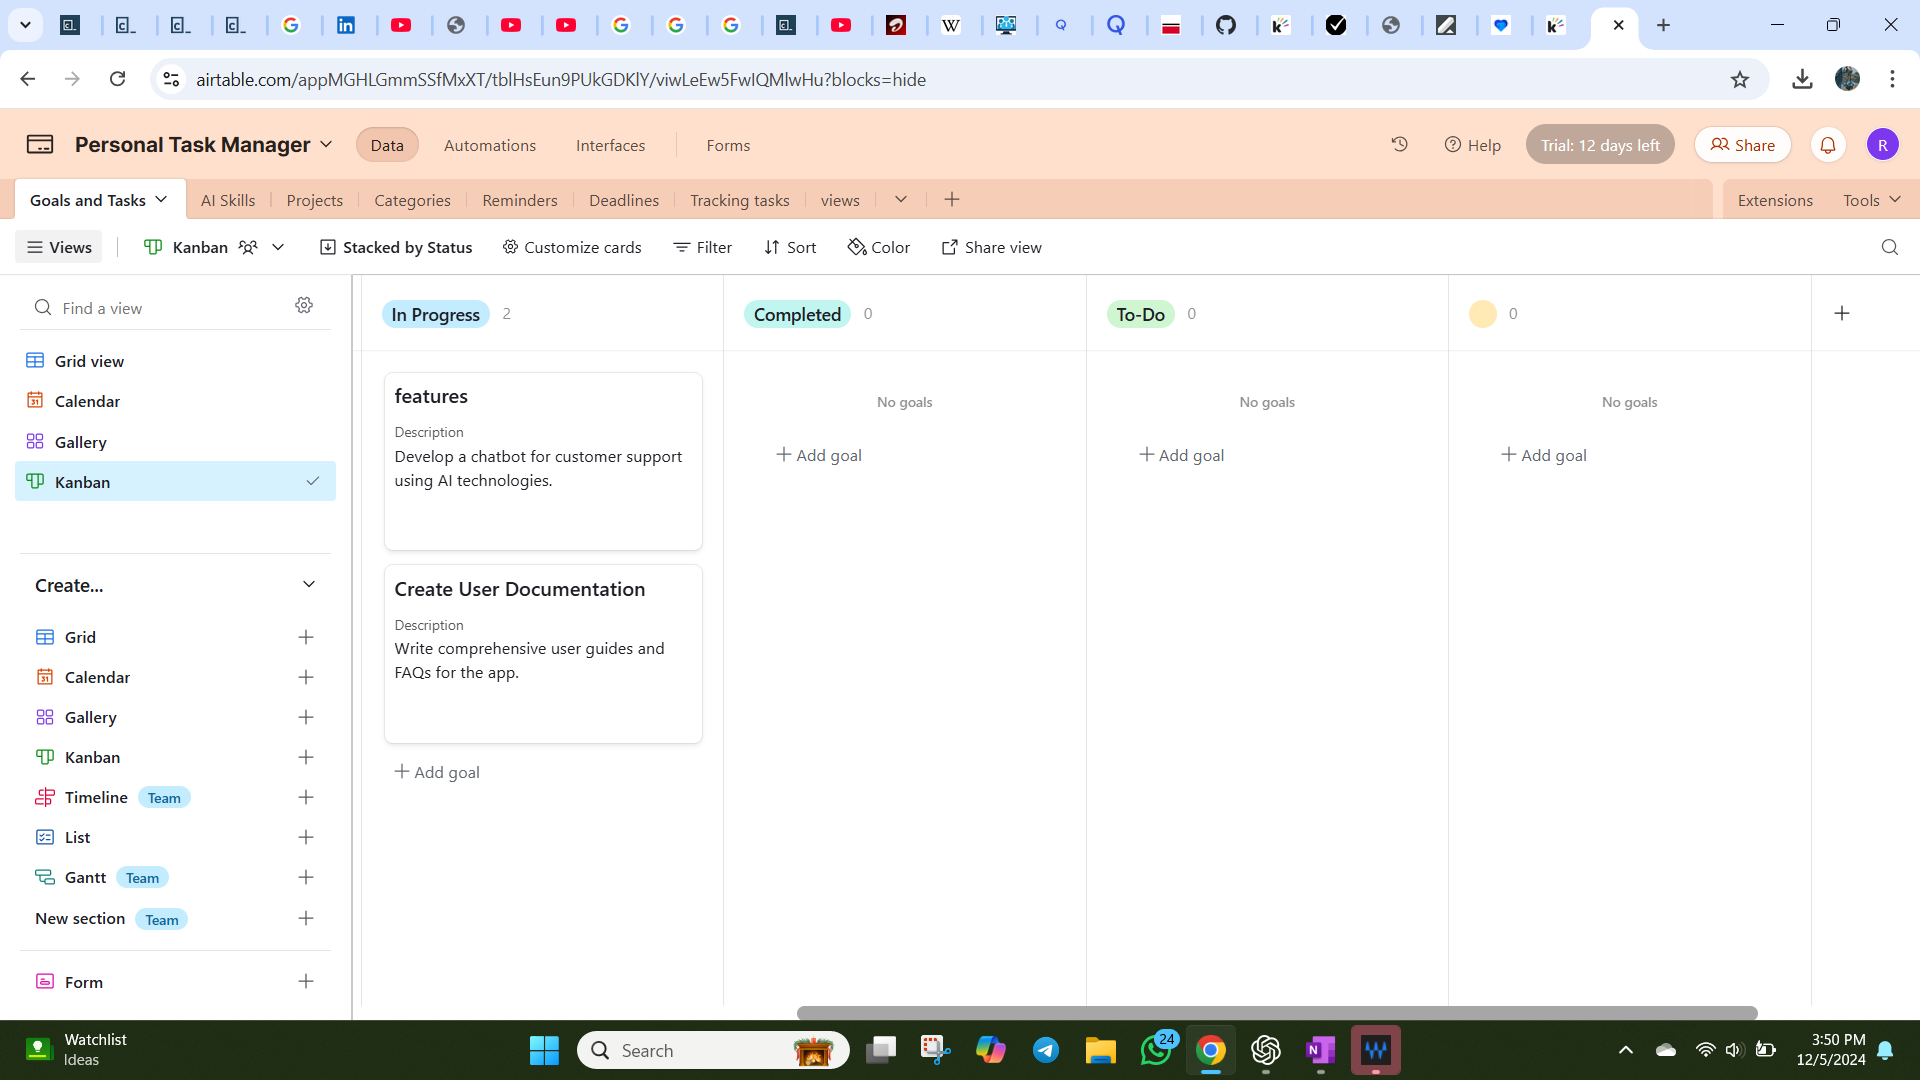 airtable.com/appMGHLGmmSSfMxXT/tblHsEun9PUkGDKlY/viwLeEw5FwIQMlwHu?blocks=hide
Personal Task Manager
Data
Automations
Interfaces
Forms
Help
Trial: 12 days left
Share
R
Goals and Tasks
AI Skills
Projects
Categories
Reminders
Deadlines
Tracking tasks
views
Extensions
Tools
Views
Kanban
Stacked by Status
Customize cards
Filter
Sort
Color
Share view
Find a view
Grid view
Calendar
Gallery
Kanban
Create...
Grid
Calendar
Gallery
Kanban
Timeline Team
List
Gantt Team
New section Team
Form
In Progress 2
features
Description
Develop a chatbot for customer support
using AI technologies.
Create User Documentation
Description
Write comprehensive user guides and
FAQs for the app.
Add goal
Completed 0
No goals
Add goal
To-Do 0
No goals
Add goal
0
No goals
Add goal
Watchlist
Ideas
Search
24
3:50 PM
12/5/2024